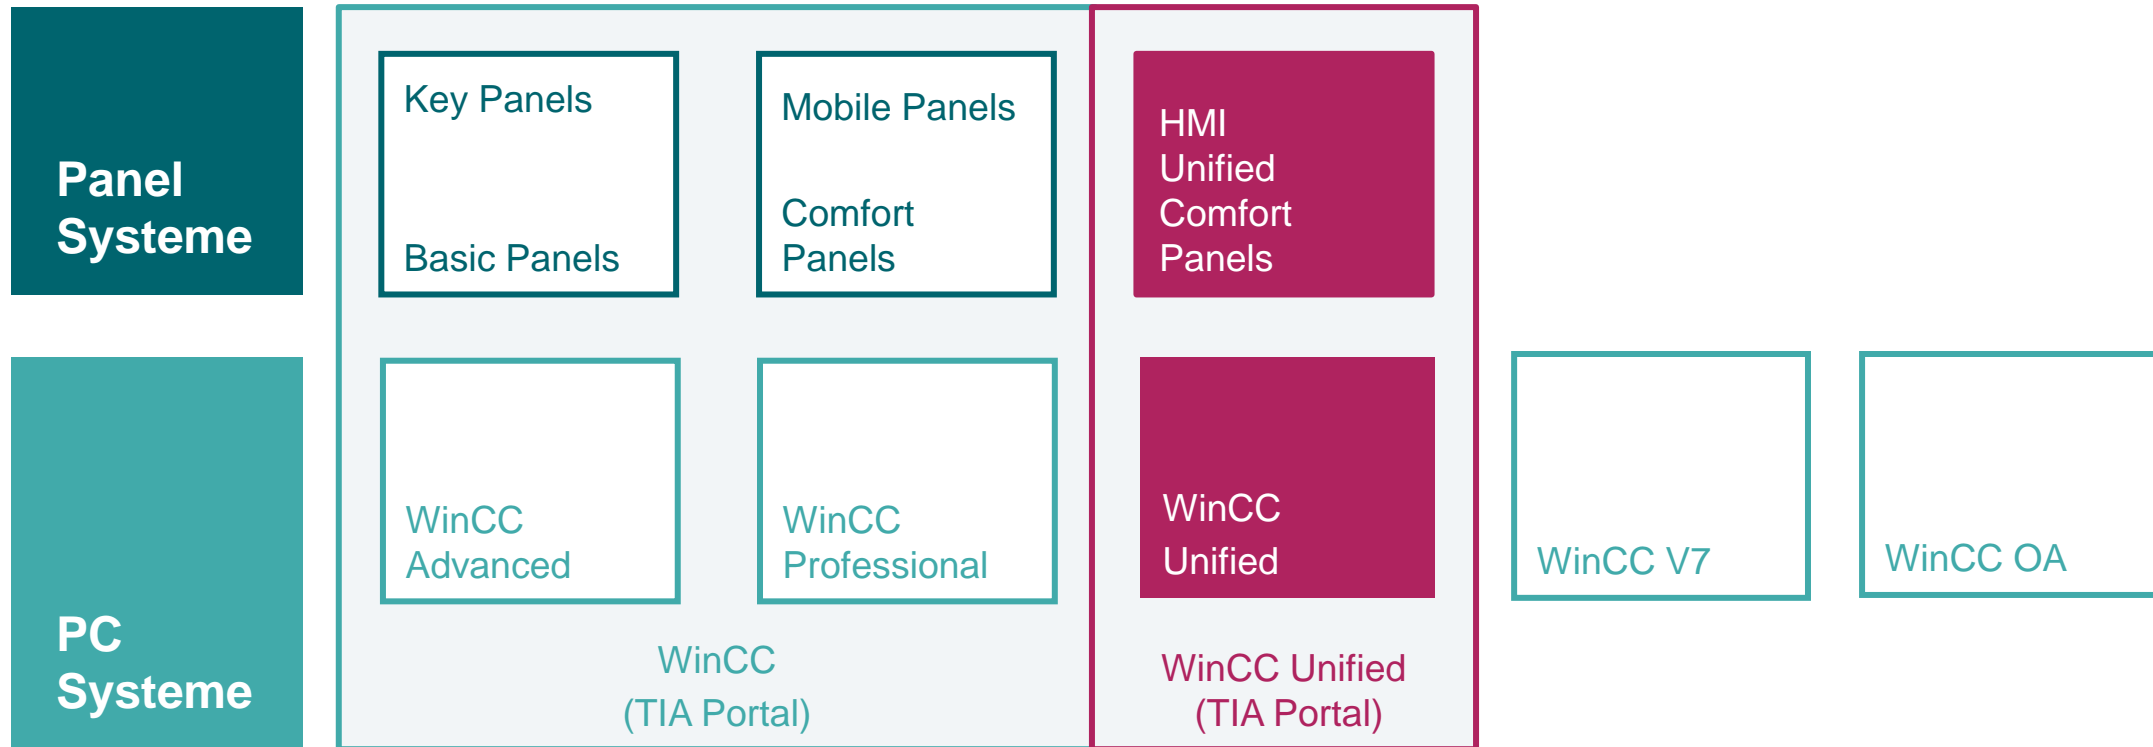 Panel
Systeme
Key Panels
Basic Panels
Mobile Panels
Comfort
Panels
HMI
Unified
Comfort
Panels
PC
Systeme
WinCC
Advanced
WinCC
Professional
WinCC
Unified
WinCC V7
WinCC OA
WinCC
(TIA Portal)
WinCC Unified
(TIA Portal)